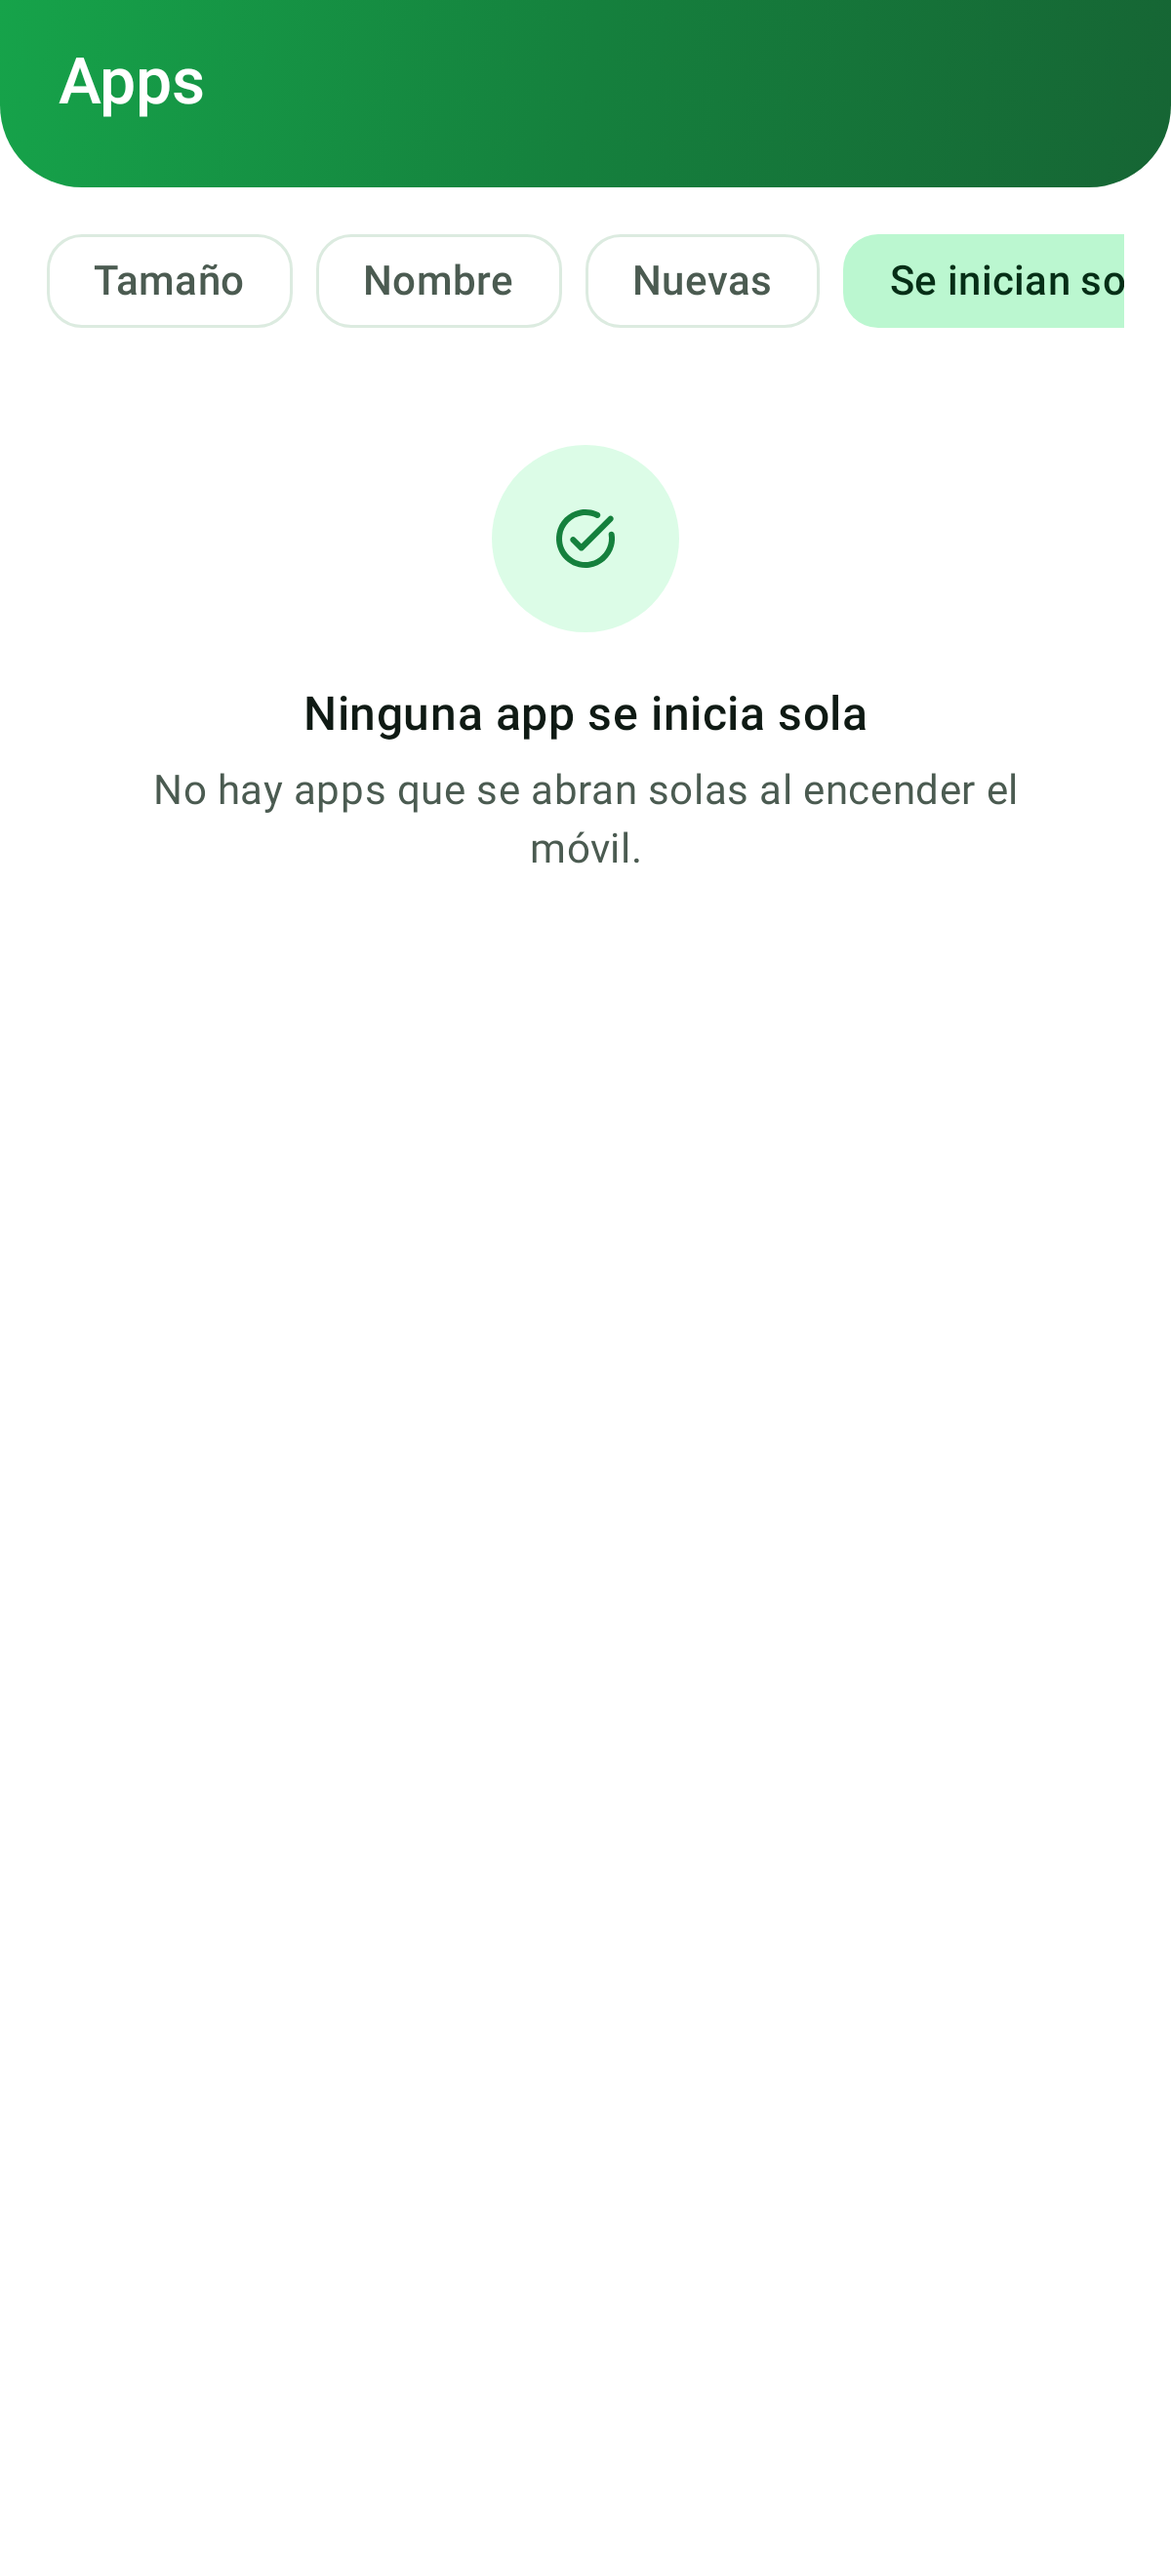 Apps
Tamaño
Nombre
Nuevas
Se inician so
Ninguna app se inicia sola
No hay apps que se abran solas al encender el
móvil.